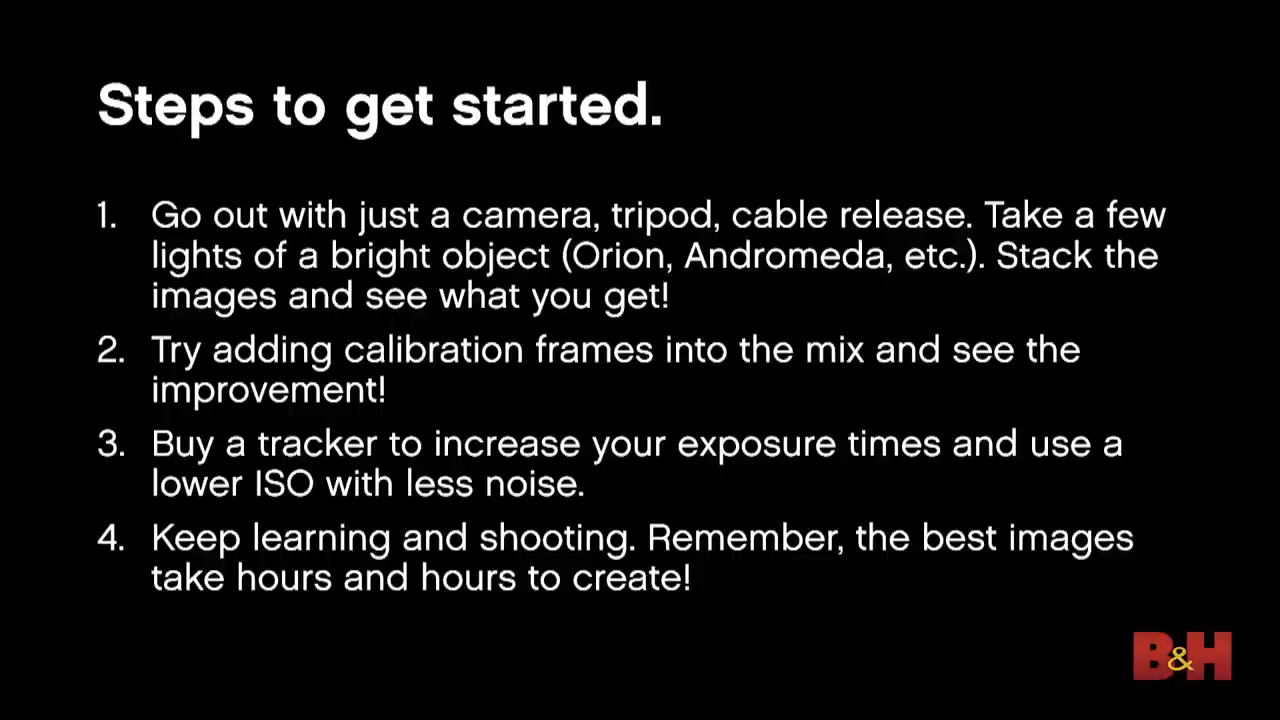 Steps to get started.
1. Go out with just a camera, tripod, cable release. Take a few
lights of a bright object (Orion, Andromeda, etc.). Stack the
images and see what you get!
2. Try adding calibration frames into the mix and see the
improvement!
3. Buy a tracker to increase your exposure times and use a
lower ISO with less noise.
4. Keep learning and shooting. Remember, the best images
take hours and hours to create!
B&H